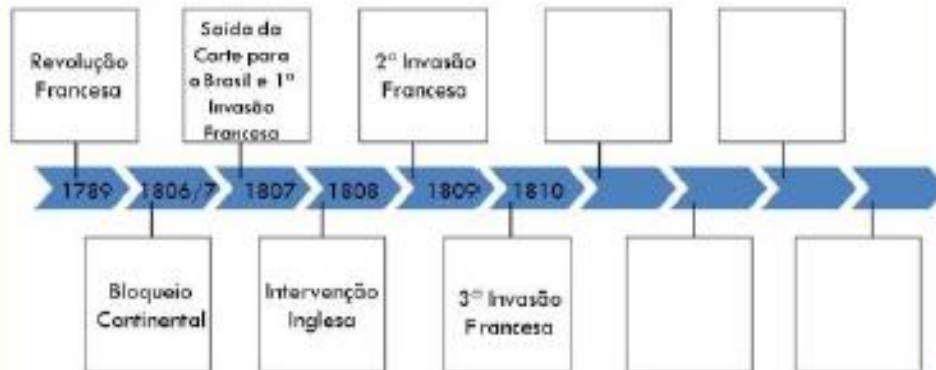 Revolução
Francesa
Saída da
Corte para
o Brasil e 1ª
Invasão
Francesa
2ª Invasão
Francesa
1789
1806/7
1807
1808
1809
1810
Bloqueio
Continental
Intervenção
Inglesa
3ª Invasão
Francesa